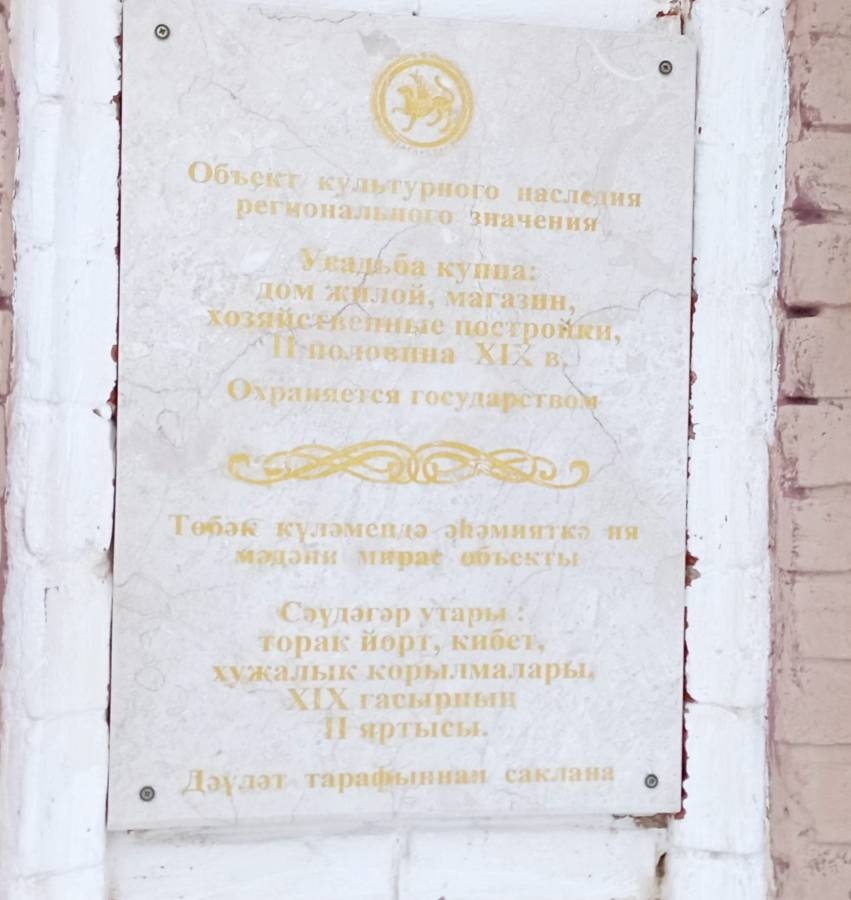 Объект культурного наследия
регионального значения
Усадьба купца:
дом жилой, магазин,
хозяйственные постройки,
II половина XIX в.
Охраняется государством
Төбәк күләмендә әһәмияткә ия
мәдәни мирас объекты
Сәүдәгәр утары :
торак йорт, кибет,
хуҗалык корылмалары,
XIX гасырның
II яртысы.
Дәүләт тарафыннан саклана